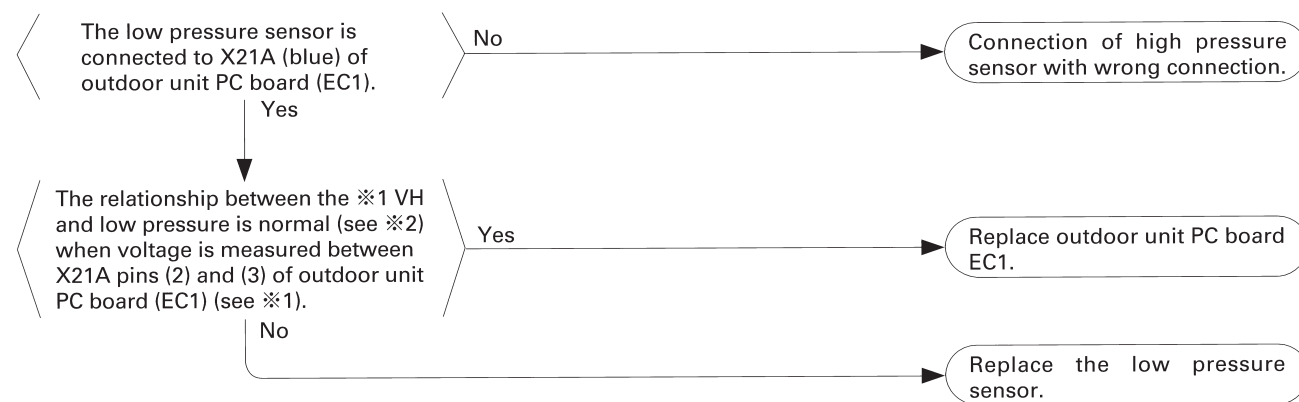 The low pressure sensor is
connected to X21A (blue) of
outdoor unit PC board (EC1).
No
Connection of high pressure
sensor with wrong connection.
Yes
The relationship between the ※1 VH
and low pressure is normal (see ※2)
when voltage is measured between
X21A pins (2) and (3) of outdoor unit
PC board (EC1) (see ※1).
Yes
Replace outdoor unit PC board
EC1.
No
Replace the low pressure
sensor.